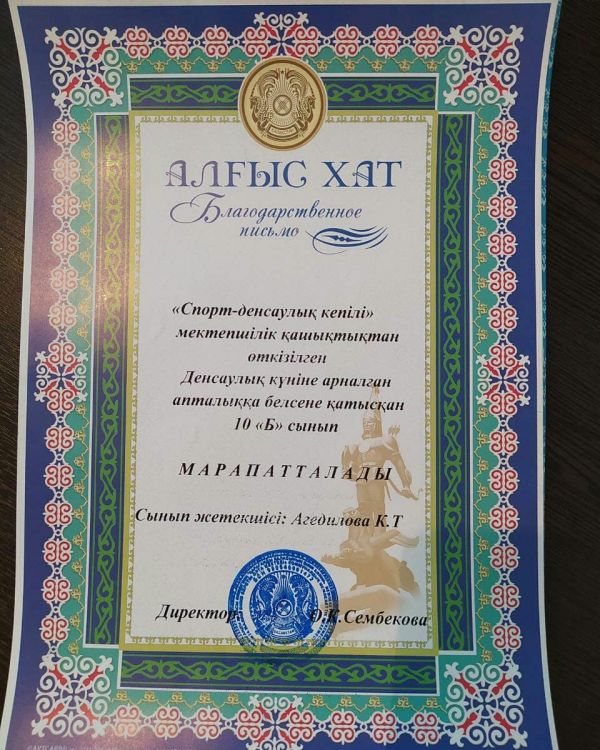 АЛҒЫС ХАТ
Благодарственное
письмо
«Спорт-денсаулық кепілі»
мектепшілік қашықтықтан
өткізілген
Денсаулық күніне арналған
апталыққа белсене қатысқан
10 «Б» сынып
МАРАПАТТАЛАДЫ
Сынып жетекшісі: Агедилова К.Т
Директор Сембекова